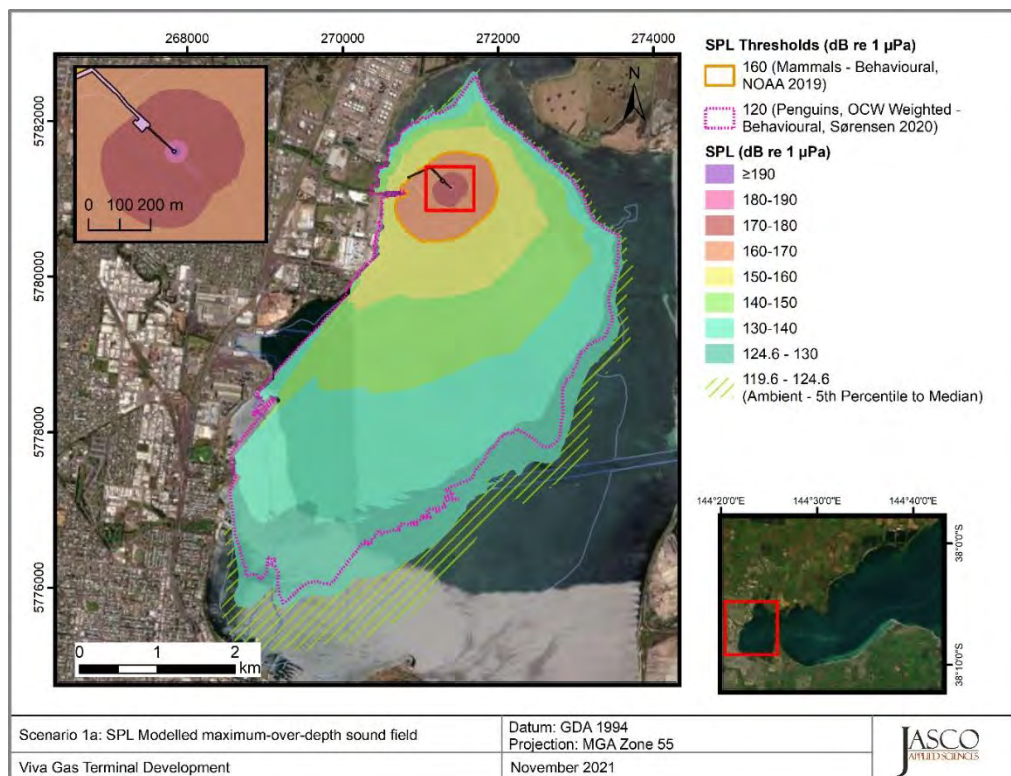 268000
270000
272000
274000
5782000
5780000
5778000
5776000
N
0 100 200 m
0 1 2
km
SPL Thresholds (dB re 1 µPa)
160 (Mammals - Behavioural,
NOAA 2019)
120 (Penguins, OCW Weighted -
Behavioural, Sørensen 2020)
SPL (dB re 1 µPa)
≥190
180-190
170-180
160-170
150-160
140-150
130-140
124.6 - 130
119.6 - 124.6
(Ambient - 5th Percentile to Median)
144°20'0"E
144°30'0"E
144°40'0"E
38°0'0"S
38°10'0"S
Scenario 1a: SPL Modelled maximum-over-depth sound field
Datum: GDA 1994
Projection: MGA Zone 55
Viva Gas Terminal Development
November 2021
JASCO
APPLIED SCIENCES